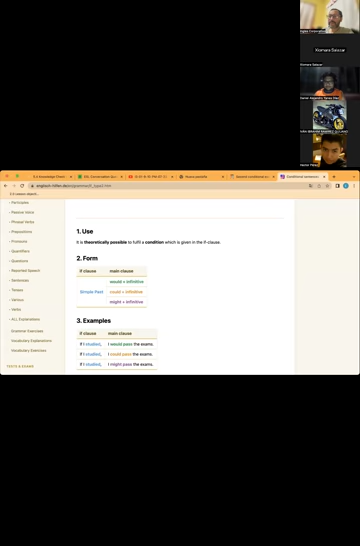 Xiomara Salazar
Xiomara Salazar
1. Use
It is theoretically possible to fulfil a condition which is given in the if-clause.
2. Form
if clause main clause
would + infinitive
Simple Past could + infinitive
might + infinitive
3. Examples
if clause main clause
If I studied, I would pass the exams.
If I studied, I could pass the exams.
If I studied, I might pass the exams.
Participles
Passive Voice
Phrasal Verbs
Prepositions
Pronouns
Quantifiers
Questions
Reported Speech
Sentences
Tenses
Various
Verbs
ALL Explanations
Grammar Exercises
Vocabulary Explanations
Vocabulary Exercises
TESTS & EXAMS